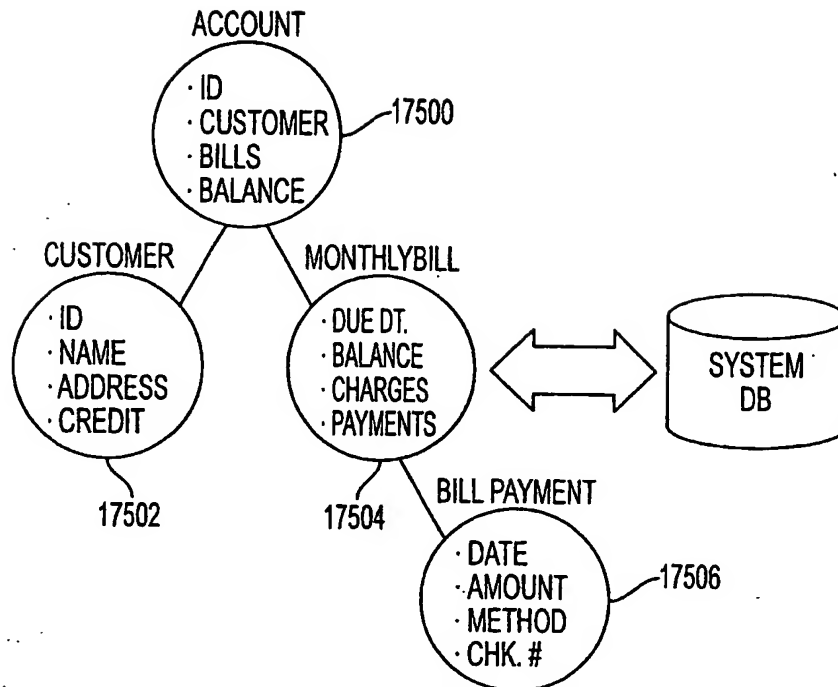 ACCOUNT
· ID
· CUSTOMER
· BILLS
· BALANCE
17500
CUSTOMER
· ID
· NAME
· ADDRESS
· CREDIT
17502
MONTHLYBILL
· DUE DT.
· BALANCE
· CHARGES
· PAYMENTS
17504
SYSTEM
DB
BILL PAYMENT
· DATE
· AMOUNT
· METHOD
· CHK. #
17506